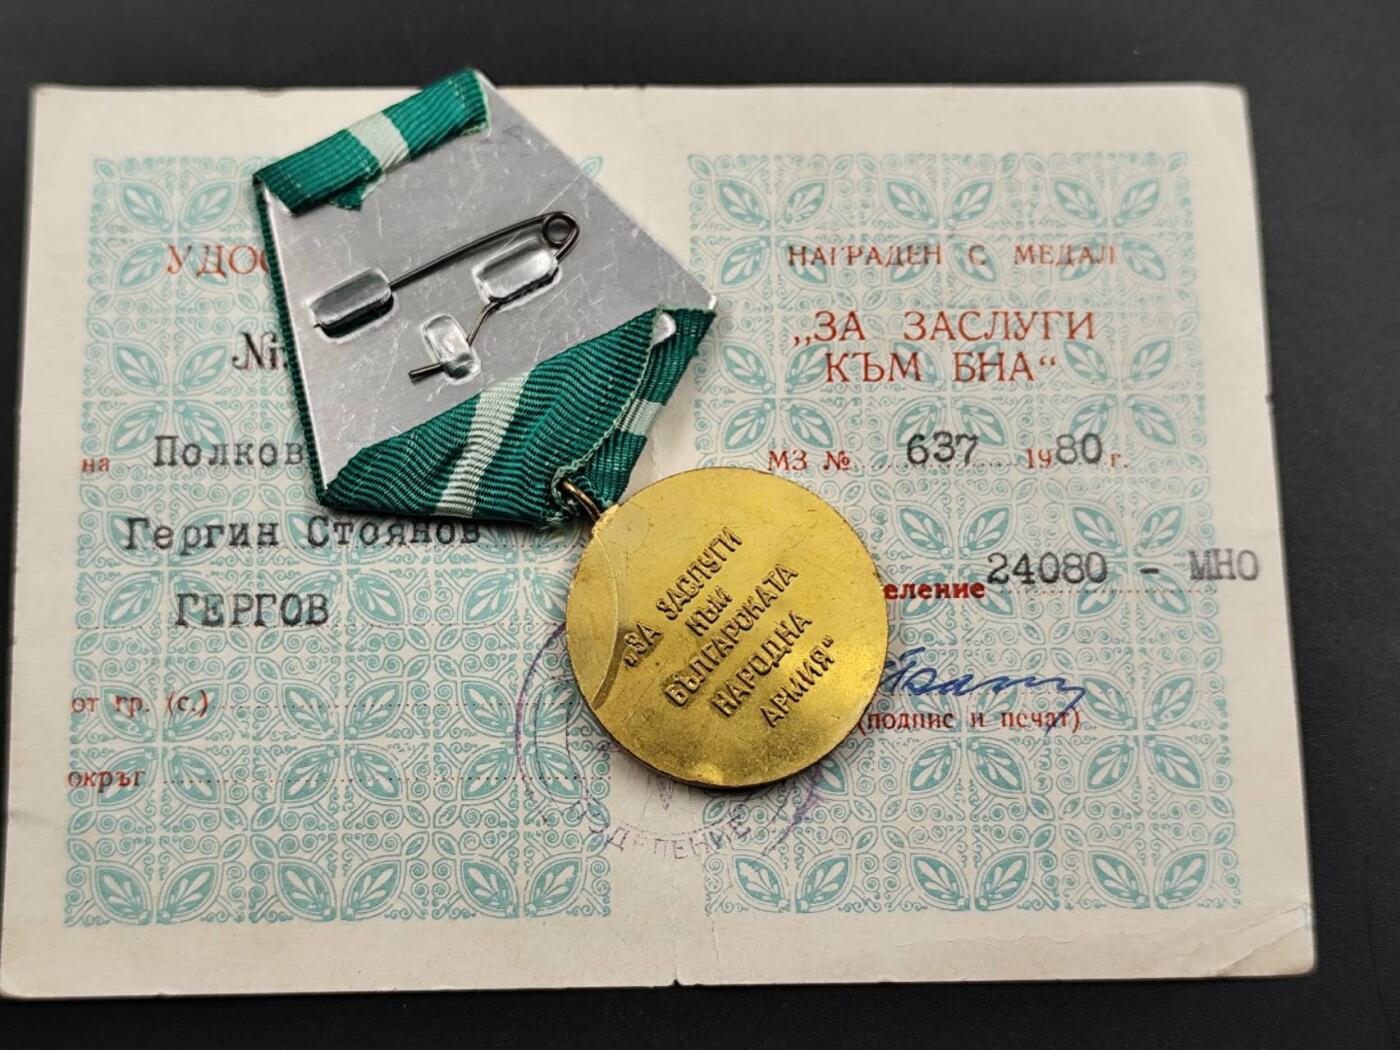 УДОС
№
на Полков
Гергин Стоянов
ГЕРГОВ
от гр. (с.)
окръг
НАГРАДЕН С МЕДАЛ
„ЗА ЗАСЛУГИ
КЪМ БНА“
МЗ № 637 1980 г.
еление 24080 - МНО
(подпис и печат)
„ЗА ЗАСЛУГИ
КЪМ
БЪЛГАРСКАТА
НАРОДНА
АРМИЯ“
ПОДЕЛЕНИЕ